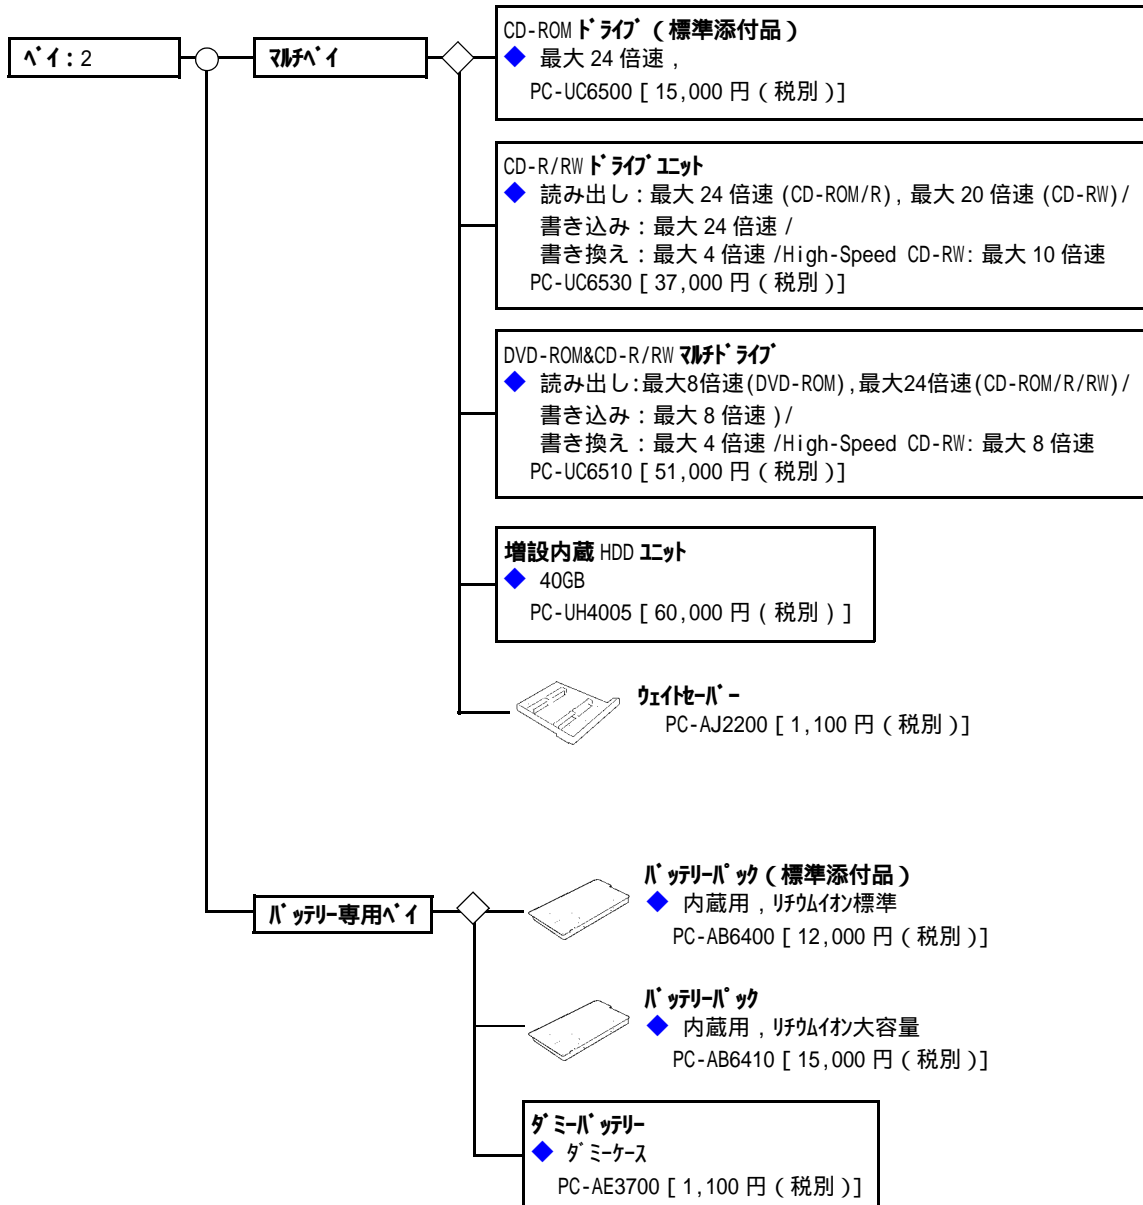 ﾍﾞｲ：2
ﾏﾙﾁﾍﾞｲ
CD-ROM ﾄﾞﾗｲﾌﾞ（標準添付品）
◆ 最大 24 倍速 ,
PC-UC6500 [ 15,000 円（税別）]
CD-R/RW ﾄﾞﾗｲﾌﾞﾕﾆｯﾄ
◆ 読み出し：最大 24 倍速 (CD-ROM/R) , 最大 20 倍速 (CD-RW) /
書き込み：最大 24 倍速 /
書き換え：最大 4 倍速 /High-Speed CD-RW: 最大 10 倍速
PC-UC6530 [ 37,000 円（税別）]
DVD-ROM&CD-R/RW ﾏﾙﾁﾄﾞﾗｲﾌﾞ
◆ 読み出し:最大8倍速(DVD-ROM),最大24倍速(CD-ROM/R/RW)/
書き込み：最大 8 倍速 )/
書き換え：最大 4 倍速 /High-Speed CD-RW: 最大 8 倍速
PC-UC6510 [ 51,000 円（税別）]
増設内蔵 HDD ﾕﾆｯﾄ
◆ 40GB
PC-UH4005 [ 60,000 円（税別）]
ｳｪｲﾄｾｰﾊﾞｰ
PC-AJ2200 [ 1,100 円（税別）]
ﾊﾞｯﾃﾘｰ専用ﾍﾞｲ
ﾊﾞｯﾃﾘｰﾊﾟｯｸ（標準添付品）
◆ 内蔵用 , ﾘﾁｳﾑｲｵﾝ標準
PC-AB6400 [ 12,000 円（税別）]
ﾊﾞｯﾃﾘｰﾊﾟｯｸ
◆ 内蔵用 , ﾘﾁｳﾑｲｵﾝ大容量
PC-AB6410 [ 15,000 円（税別）]
ﾀﾞﾐｰﾊﾞｯﾃﾘｰ
◆ ﾀﾞﾐｰｹｰｽ
PC-AE3700 [ 1,100 円（税別）]